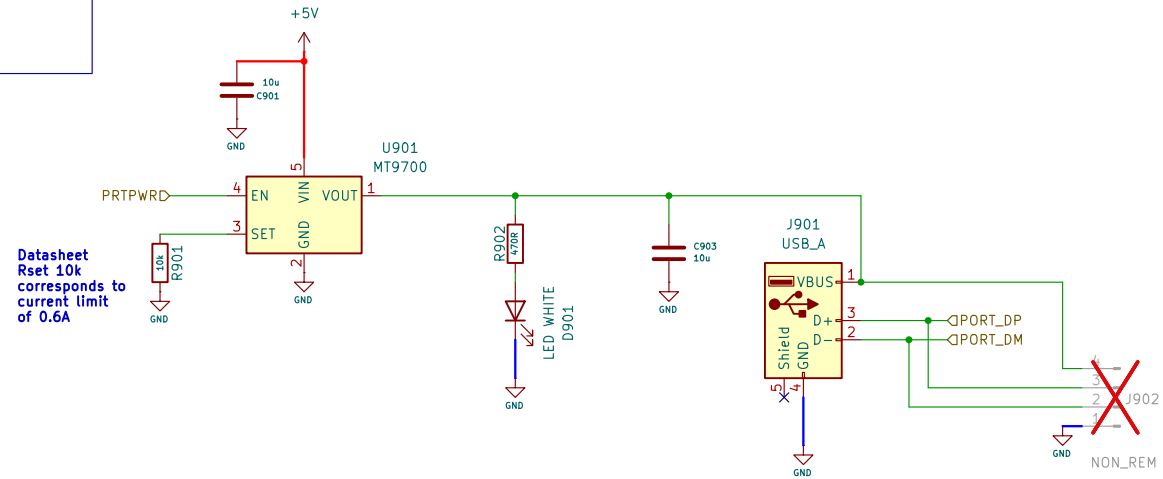 +5V
10u
C901
GND
U901
MT9700
5
PRTPWR
4
EN
VIN
VOUT
1
3
SET
GND
2
GND
10k
R901
GND
Datasheet
Rset 10k
corresponds to
current limit
of 0.6A
R902
470R
LED WHITE
D901
GND
C903
10u
GND
J901
USB_A
VBUS
1
D+
3
PORT_DP
D-
2
PORT_DM
Shield
GND
5
4
GND
4
3
2
1
J902
GND
NON_REM